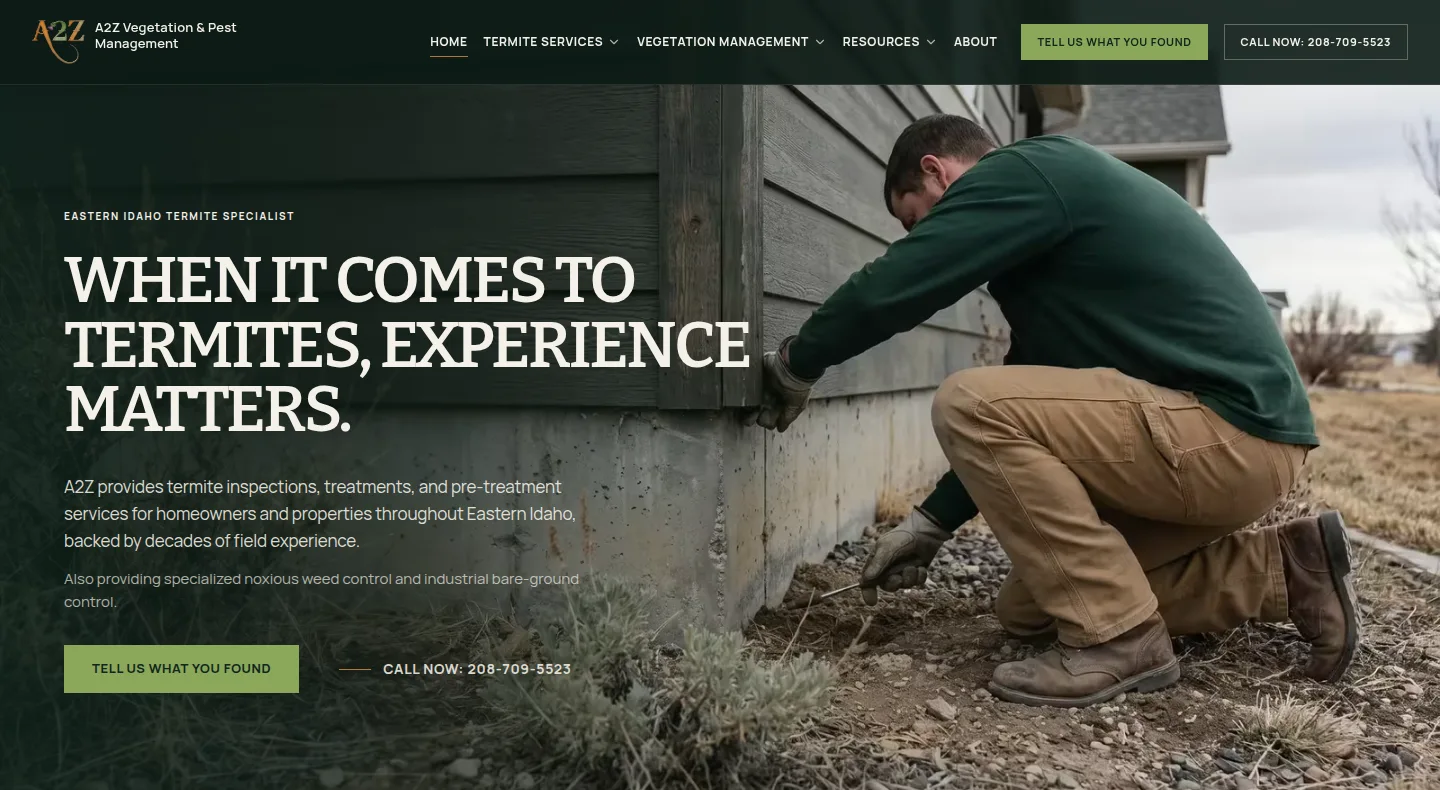 A2Z
A2Z Vegetation & Pest
Management
HOME
TERMITE SERVICES
VEGETATION MANAGEMENT
RESOURCES
ABOUT
TELL US WHAT YOU FOUND
CALL NOW: 208-709-5523
EASTERN IDAHO TERMITE SPECIALIST
WHEN IT COMES TO
TERMITES, EXPERIENCE
MATTERS.
A2Z provides termite inspections, treatments, and pre-treatment
services for homeowners and properties throughout Eastern Idaho,
backed by decades of field experience.
Also providing specialized noxious weed control and industrial bare-ground
control.
TELL US WHAT YOU FOUND
CALL NOW: 208-709-5523